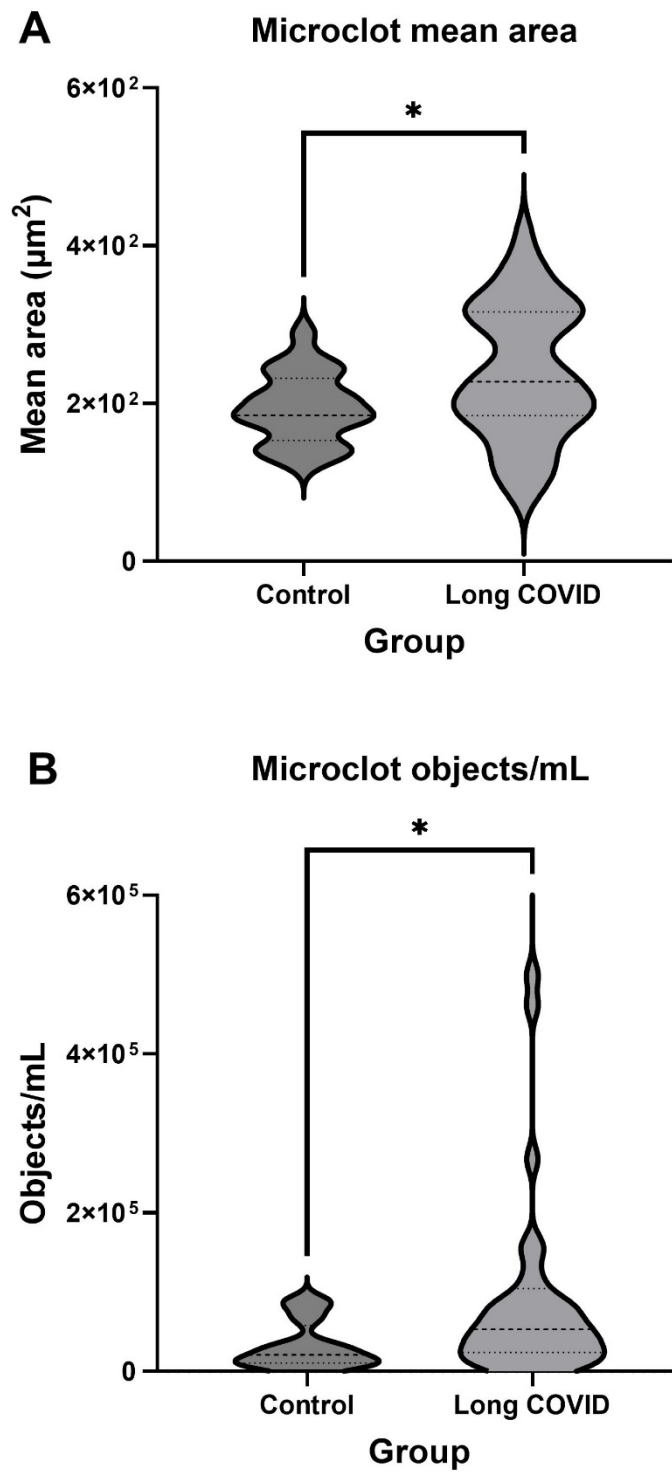 A
Microclot mean area
6×10²
*
4×10²
2×10²
0
Mean area (µm²)
Control
Long COVID
Group
B
Microclot objects/mL
*
6×10⁵
4×10⁵
2×10⁵
0
Objects/mL
Control
Long COVID
Group